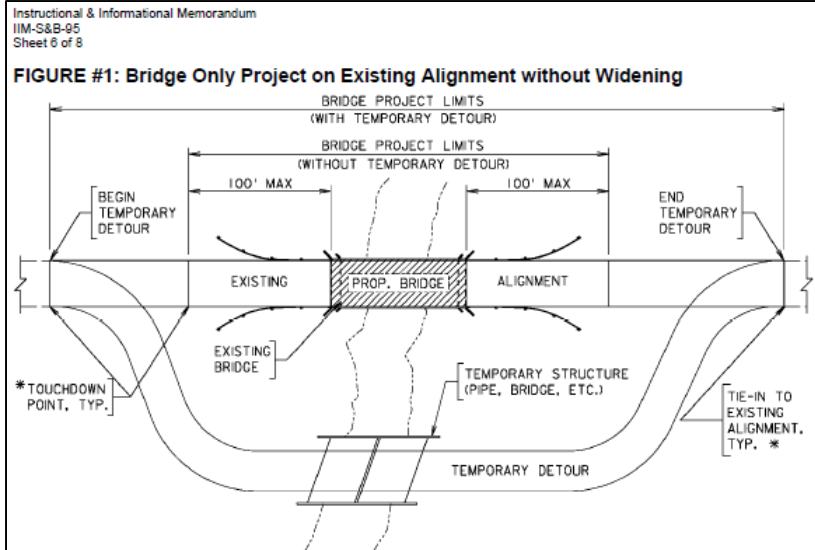 Instructional & Informational Memorandum
IIM-S&B-95
Sheet 6 of 8
FIGURE #1: Bridge Only Project on Existing Alignment without Widening
BRIDGE PROJECT LIMITS
(WITH TEMPORARY DETOUR)
BRIDGE PROJECT LIMITS
(WITHOUT TEMPORARY DETOUR)
100' MAX
100' MAX
BEGIN
TEMPORARY
DETOUR
END
TEMPORARY
DETOUR
EXISTING
PROP. BRIDGE
ALIGNMENT
EXISTING
BRIDGE
* TOUCHDOWN
POINT, TYP.
TEMPORARY STRUCTURE
(PIPE, BRIDGE, ETC.)
TIE-IN TO
EXISTING
ALIGNMENT,
TYP. *
TEMPORARY DETOUR